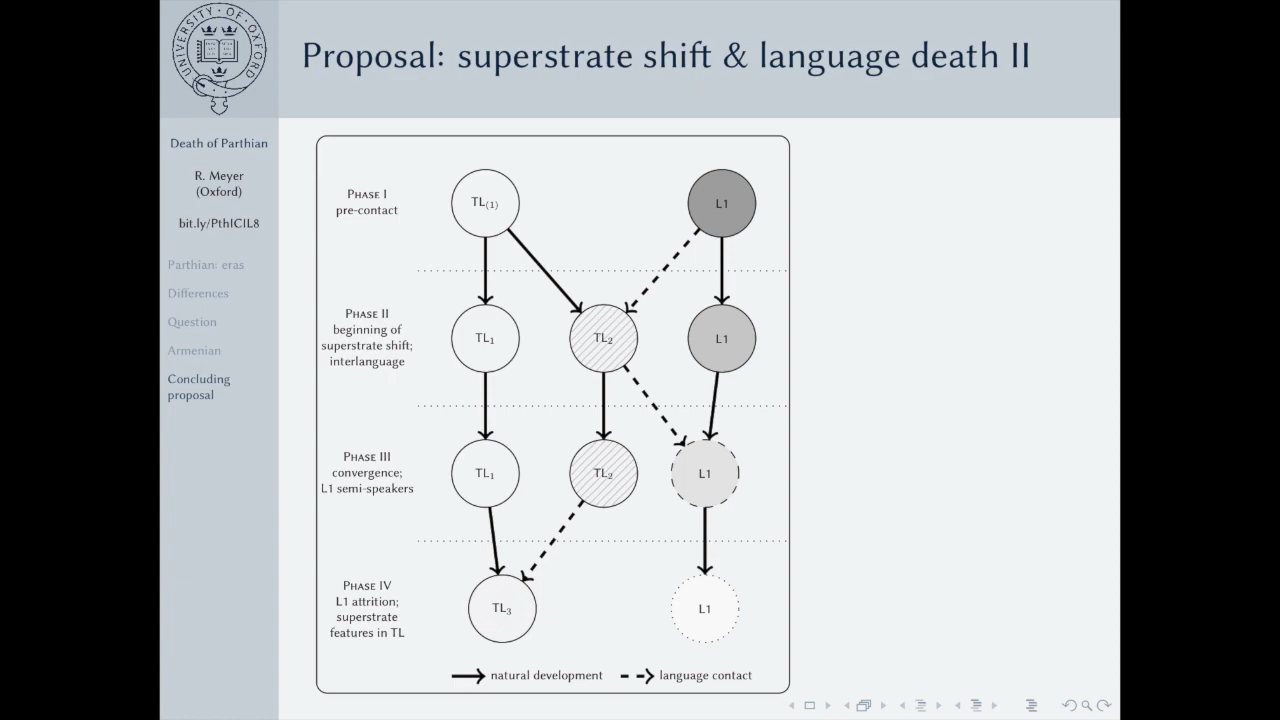 UNIVERSITY · OF · OXFORD
Proposal: superstrate shift & language death II
Death of Parthian
R. Meyer
(Oxford)
bit.ly/PthICIL8
Parthian: eras
Differences
Question
Armenian
Concluding
proposal
PHASE I
pre-contact
TL(1)
L1
PHASE II
beginning of
superstrate shift;
interlanguage
TL1
TL2
L1
PHASE III
convergence;
L1 semi-speakers
TL1
TL2
L1
PHASE IV
L1 attrition;
superstrate
features in TL
TL3
L1
natural development
language contact